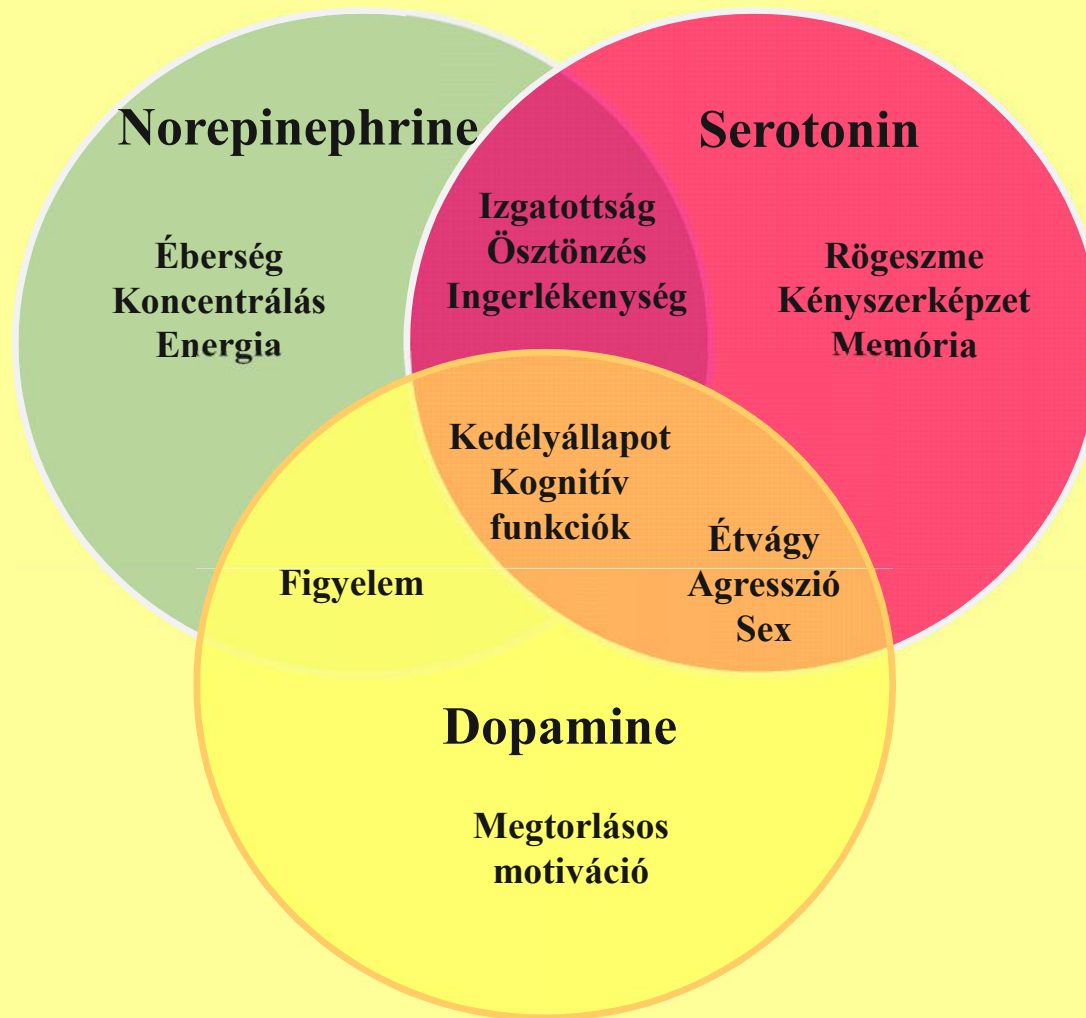 Norepinephrine
Serotonin
Izgatottság
Ösztönzés
Ingerlékenység
Éberség
Koncentrálás
Energia
Rögeszme
Kényszerképzet
Memória
Kedélyállapot
Kognitív
funkciók
Étvágy
Agresszió
Sex
Figyelem
Dopamine
Megtorlásos
motiváció